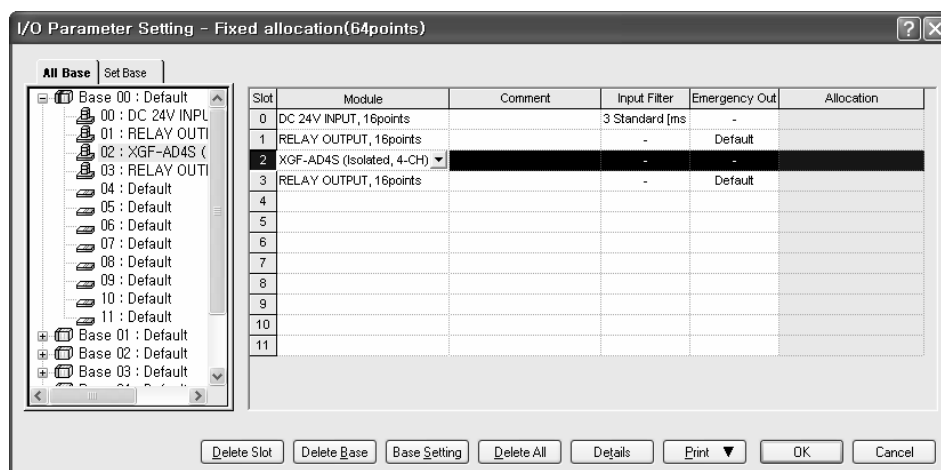 I/O Parameter Setting - Fixed allocation(64points)
All Base Set Base
Base 00 : Default
00 : DC 24V INPU
01 : RELAY OUTI
02 : XGF-AD4S (
03 : RELAY OUTI
04 : Default
05 : Default
06 : Default
07 : Default
08 : Default
09 : Default
10 : Default
11 : Default
Base 01 : Default
Base 02 : Default
Base 03 : Default
Slot Module Comment Input Filter Emergency Out Allocation
0 DC 24V INPUT, 16points 3 Standard [ms -
1 RELAY OUTPUT, 16points - Default
2 XGF-AD4S (Isolated, 4-CH) - -
3 RELAY OUTPUT, 16points - Default
4
5
6
7
8
9
10
11
Delete Slot Delete Base Base Setting Delete All Details Print ▼ OK Cancel